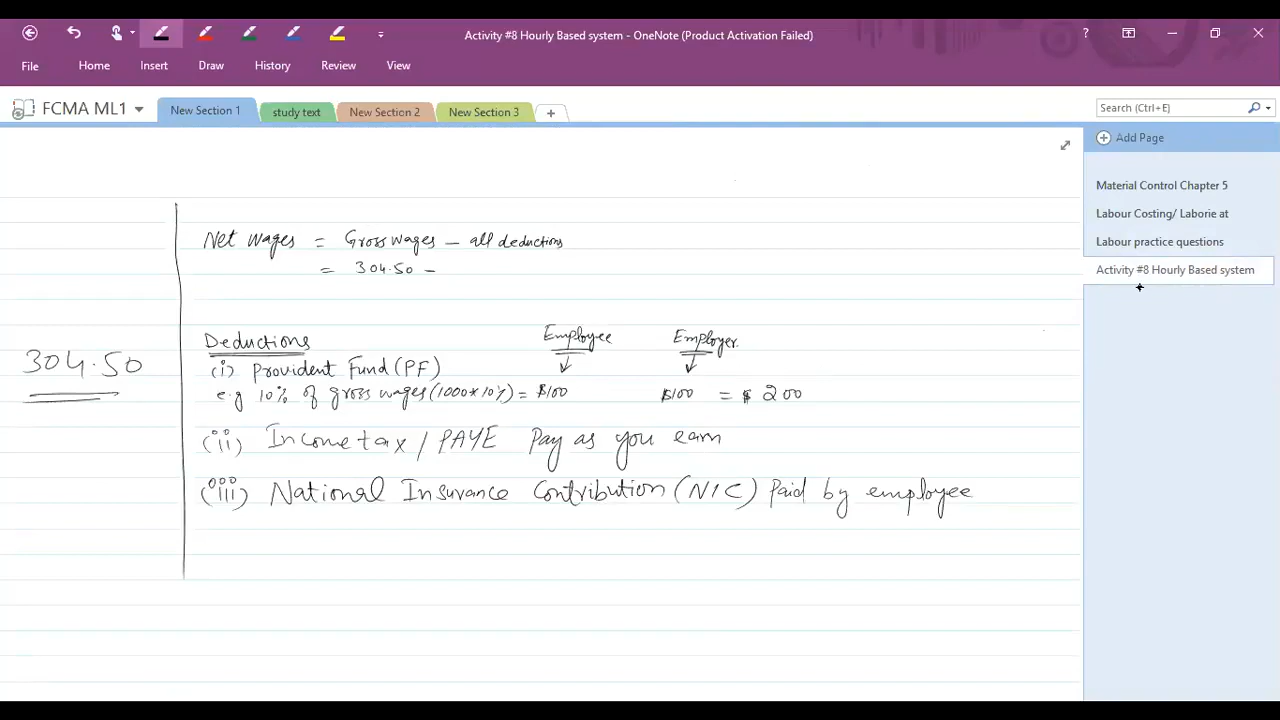 Activity #8 Hourly Based system - OneNote (Product Activation Failed)
?
File Home Insert Draw History Review View
FCMA ML1 New Section 1 study text New Section 2 New Section 3
Search (Ctrl+E)
Add Page
Material Control Chapter 5
Labour Costing/ Laborie at
Labour practice questions
Activity #8 Hourly Based system
304.50
Net Wages = Gross wages — all deductions
= 304.50 —
Deductions Employee Employer
(i) Provident Fund (PF)
e.g 10% of gross wages (1000×10%) = $100 $100 = $ 200
(ii) Income tax / PAYE Pay as you earn
(iii) National Insurance Contribution (NIC) Paid by employee